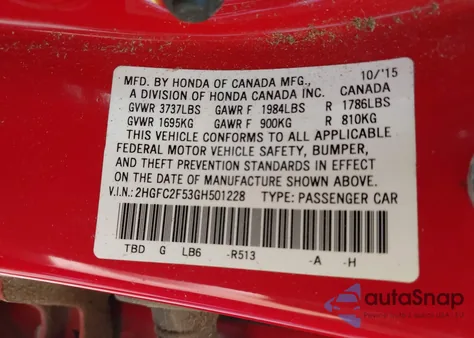 10/'15
MFD. BY HONDA OF CANADA MFG.,
A DIVISION OF HONDA CANADA INC. CANADA
GVWR 3737LBS GAWR F 1984LBS R 1786LBS
GVWR 1695KG GAWR F 900KG R 810KG
THIS VEHICLE CONFORMS TO ALL APPLICABLE
FEDERAL MOTOR VEHICLE SAFETY, BUMPER,
AND THEFT PREVENTION STANDARDS IN EFFECT
ON THE DATE OF MANUFACTURE SHOWN ABOVE.
V.I.N.: 2HGFC2F53GH501228 TYPE: PASSENGER CAR
TBD G LB6 -R513 -A -H
autoSnap